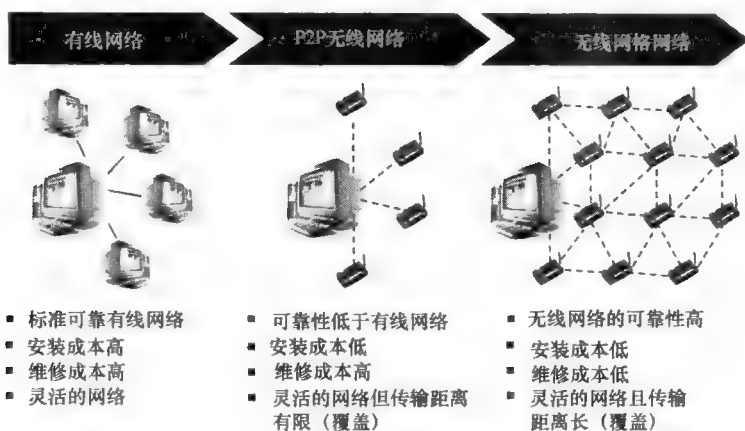 有线网络
P2P无线网络
无线网格网络
▪ 标准可靠有线网络
▪ 安装成本高
▪ 维修成本高
▪ 灵活的网络
▪ 可靠性低于有线网络
▪ 安装成本低
▪ 维修成本高
▪ 灵活的网络但传输距离
有限（覆盖）
▪ 无线网络的可靠性高
▪ 安装成本低
▪ 维修成本低
▪ 灵活的网络且传输
距离长（覆盖）